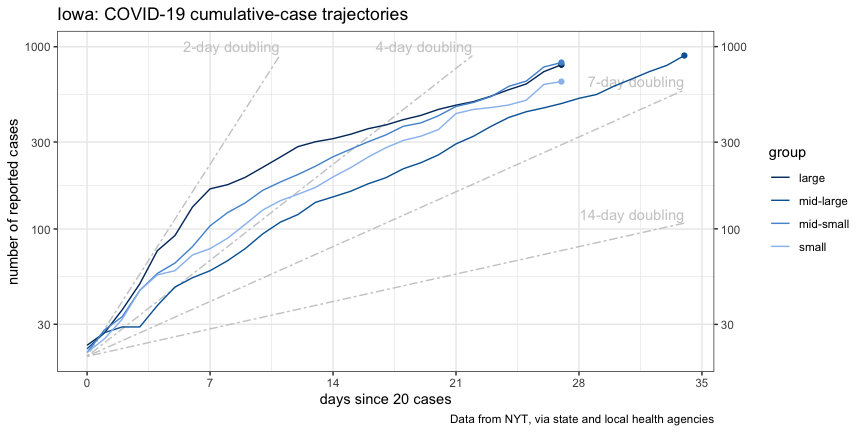 Iowa: COVID-19 cumulative-case trajectories
2-day doubling
4-day doubling
7-day doubling
14-day doubling
1000
300
100
30
1000
300
100
30
number of reported cases
0 7 14 21 28 35
days since 20 cases
group
large
mid-large
mid-small
small
Data from NYT, via state and local health agencies